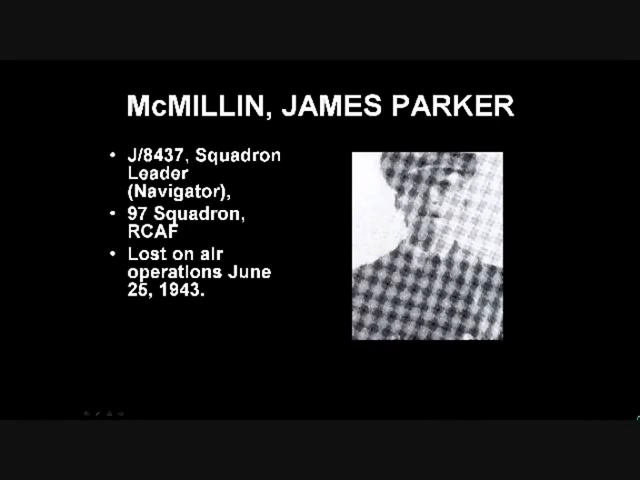 McMILLIN, JAMES PARKER
• J/8437, Squadron
Leader
(Navigator),
• 97 Squadron,
RCAF
• Lost on air
operations June
25, 1943.